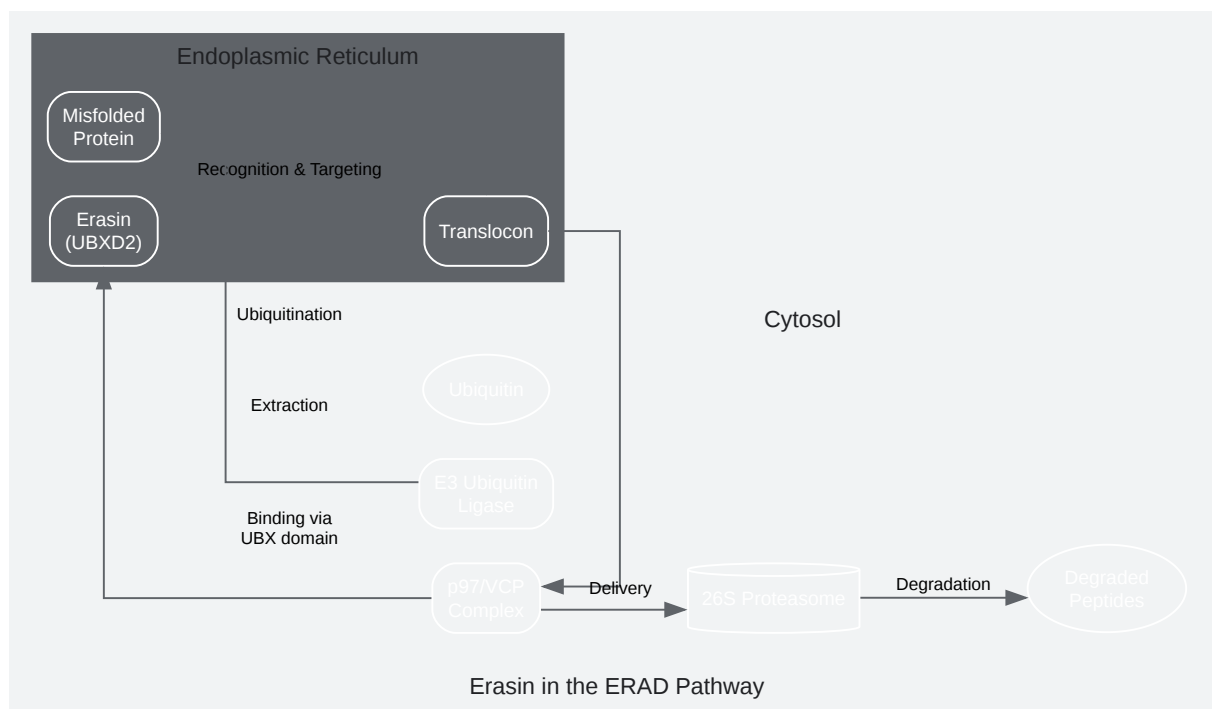 Endoplasmic Reticulum
Misfolded
Protein
Recognition & Targeting
Erasin
(UBXD2)
Translocon
Ubiquitination
Cytosol
Ubiquitin
Extraction
E3 Ubiquitin
Ligase
Binding via
UBX domain
p97/VCP
Complex
Delivery
26S Proteasome
Degradation
Degraded
Peptides
Erasin in the ERAD Pathway